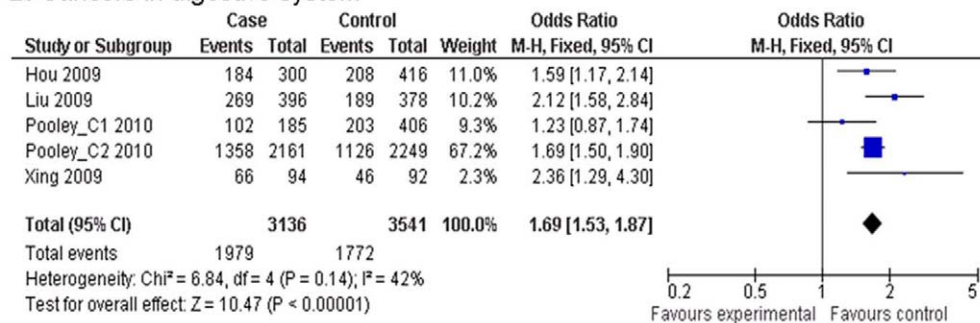 Case Control Odds Ratio Odds Ratio
Study or Subgroup Events Total Events Total Weight M-H, Fixed, 95% CI M-H, Fixed, 95% CI
Hou 2009 184 300 208 416 11.0% 1.59 [1.17, 2.14]
Liu 2009 269 396 189 378 10.2% 2.12 [1.58, 2.84]
Pooley_C1 2010 102 185 203 406 9.3% 1.23 [0.87, 1.74]
Pooley_C2 2010 1358 2161 1126 2249 67.2% 1.69 [1.50, 1.90]
Xing 2009 66 94 46 92 2.3% 2.36 [1.29, 4.30]
Total (95% CI) 3136 3541 100.0% 1.69 [1.53, 1.87]
Total events 1979 1772
Heterogeneity: Chi² = 6.84, df = 4 (P = 0.14); I² = 42%
Test for overall effect: Z = 10.47 (P < 0.00001)
0.2 0.5 1 2 5
Favours experimental Favours control